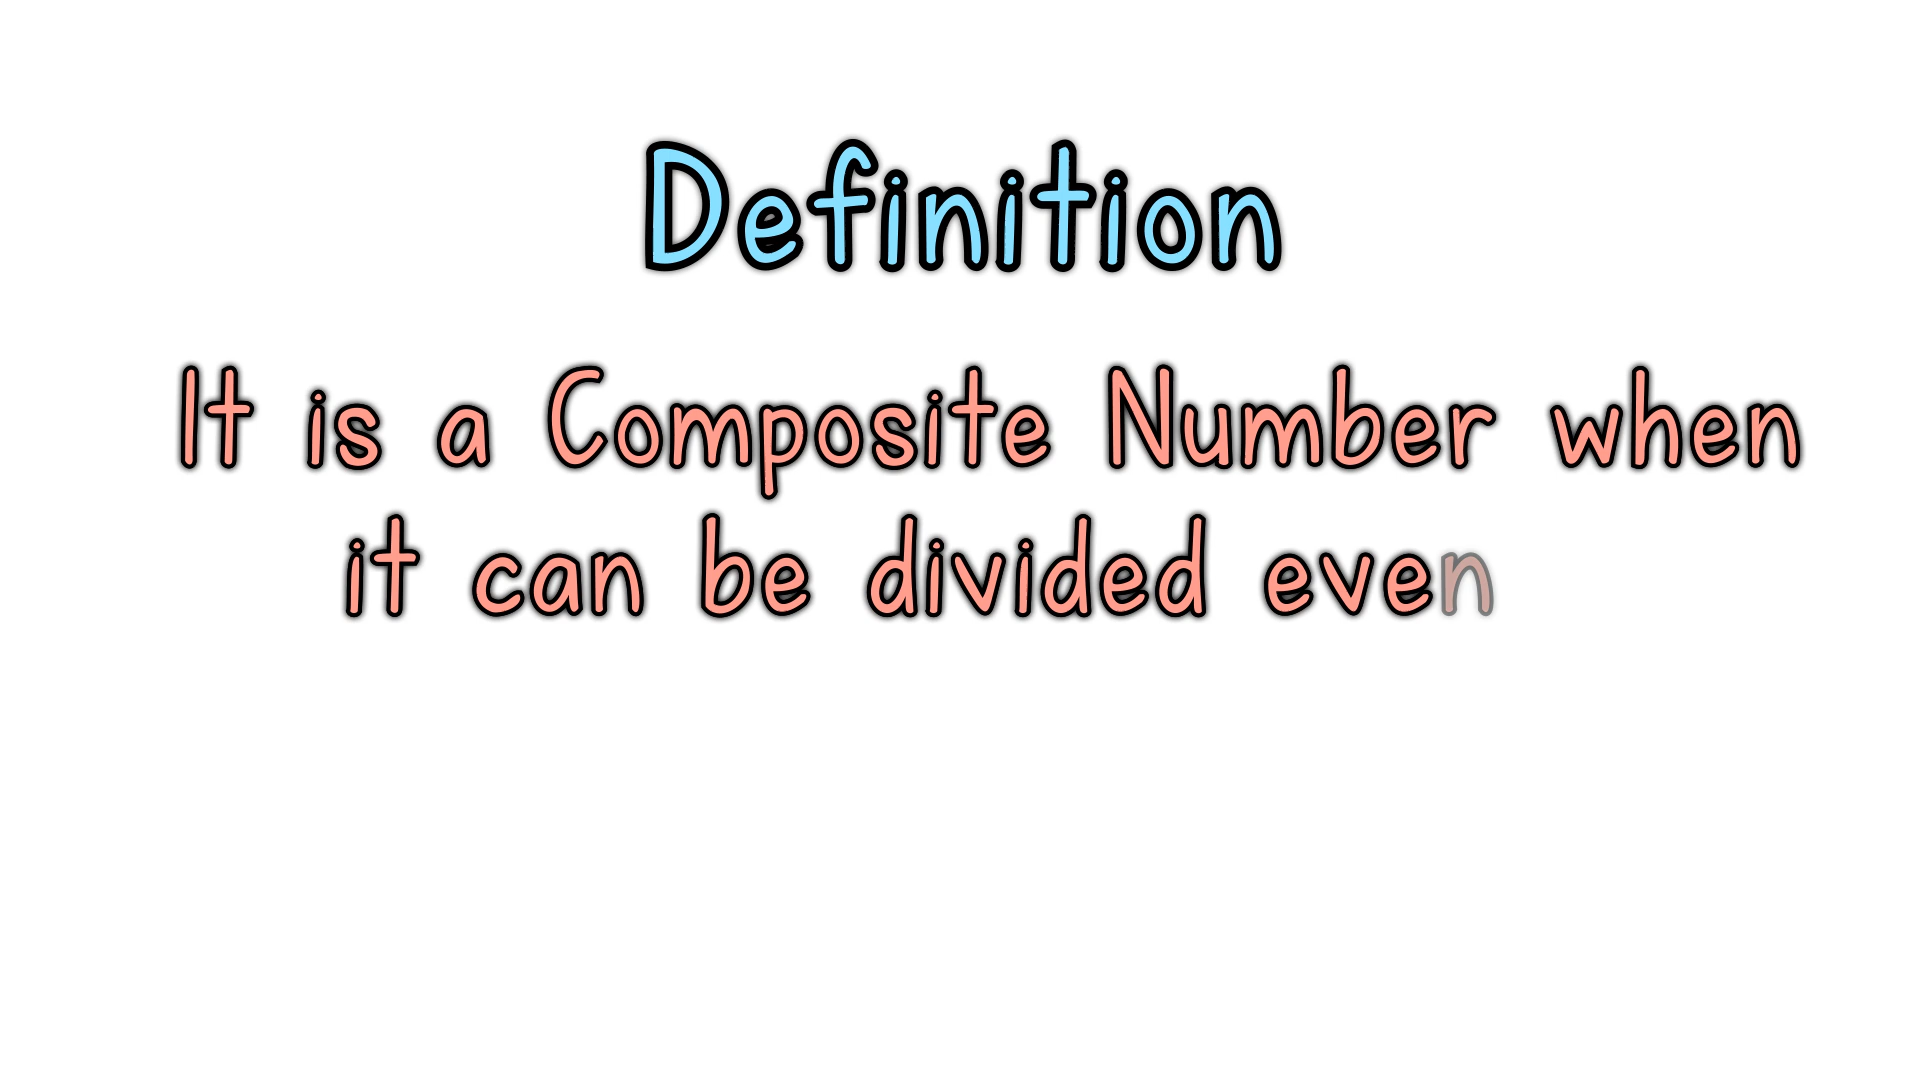 Definition
It is a Composite Number when
it can be divided even